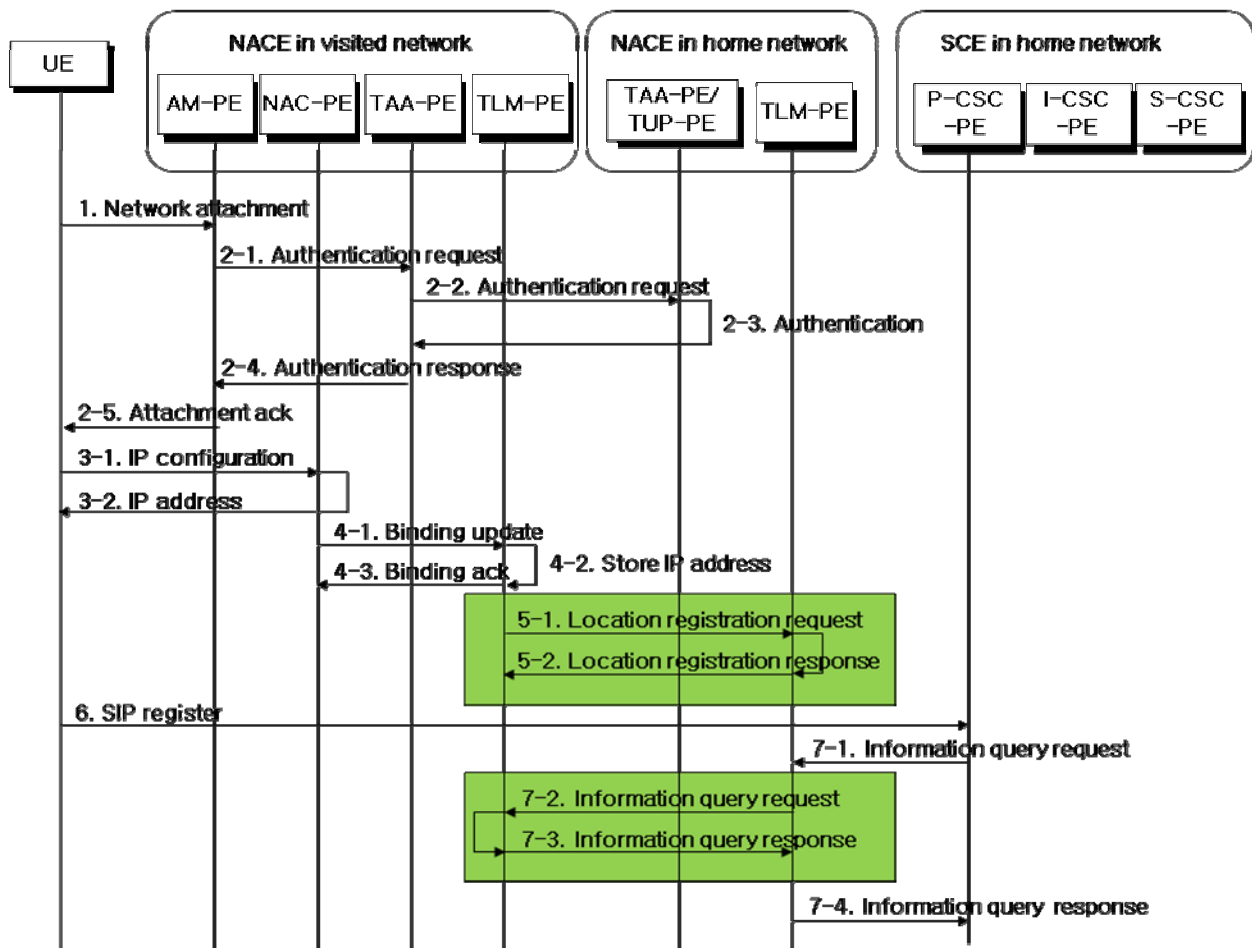 NACE in visited network
NACE in home network
SCE in home network
UE
AM-PE
NAC-PE
TAA-PE
TLM-PE
TAA-PE/
TUP-PE
TLM-PE
P-CSC
-PE
I-CSC
-PE
S-CSC
-PE
1. Network attachment
2-1. Authentication request
2-2. Authentication request
2-3. Authentication
2-4. Authentication response
2-5. Attachment ack
3-1. IP configuration
3-2. IP address
4-1. Binding update
4-2. Store IP address
4-3. Binding ack
5-1. Location registration request
5-2. Location registration response
6. SIP register
7-1. Information query request
7-2. Information query request
7-3. Information query response
7-4. Information query response